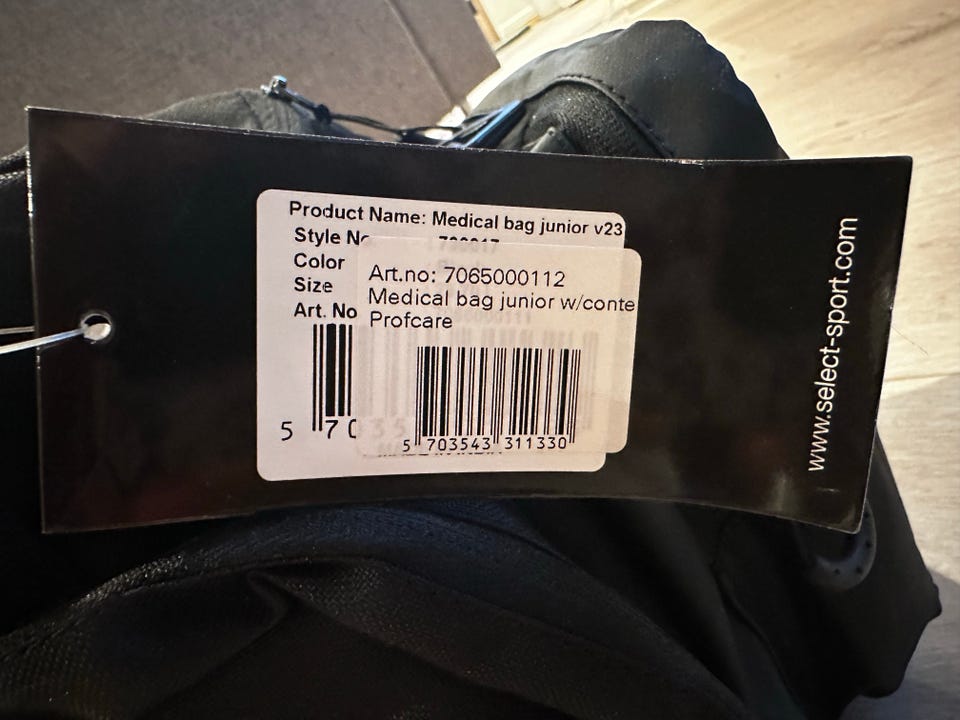 Product Name: Medical bag junior v23
Style No
Color
Size
Art. No
5 70
Art.no: 7065000112
Medical bag junior w/conte
Profcare
5 703543 311330
www.select-sport.com